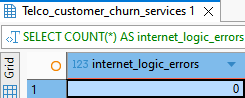 Telco_customer_churn_services 1
SELECT COUNT(*) AS internet_logic_errors
Grid
123 internet_logic_errors
1
0